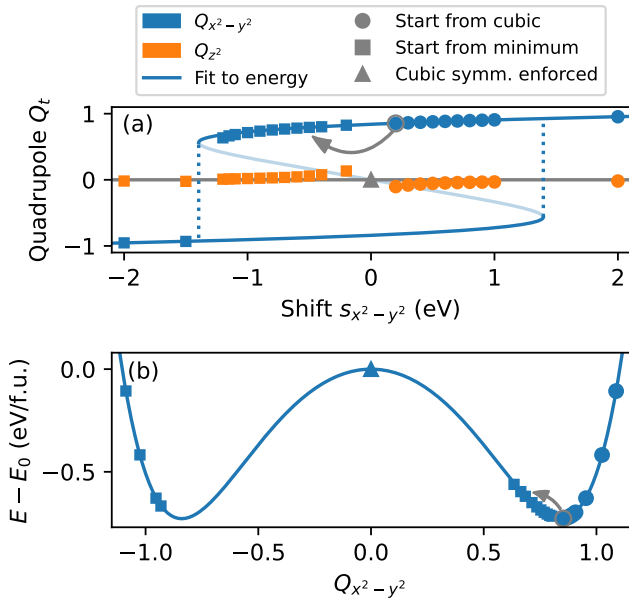 Q_{x²−y²}
Q_{z²}
Fit to energy
Start from cubic
Start from minimum
Cubic symm. enforced
(a)
Quadrupole Q_t
1
0
−1
−2 −1 0 1 2
Shift s_{x²−y²} (eV)
(b)
E − E₀ (eV/f.u.)
0.0
−0.5
−1.0 −0.5 0.0 0.5 1.0
Q_{x²−y²}